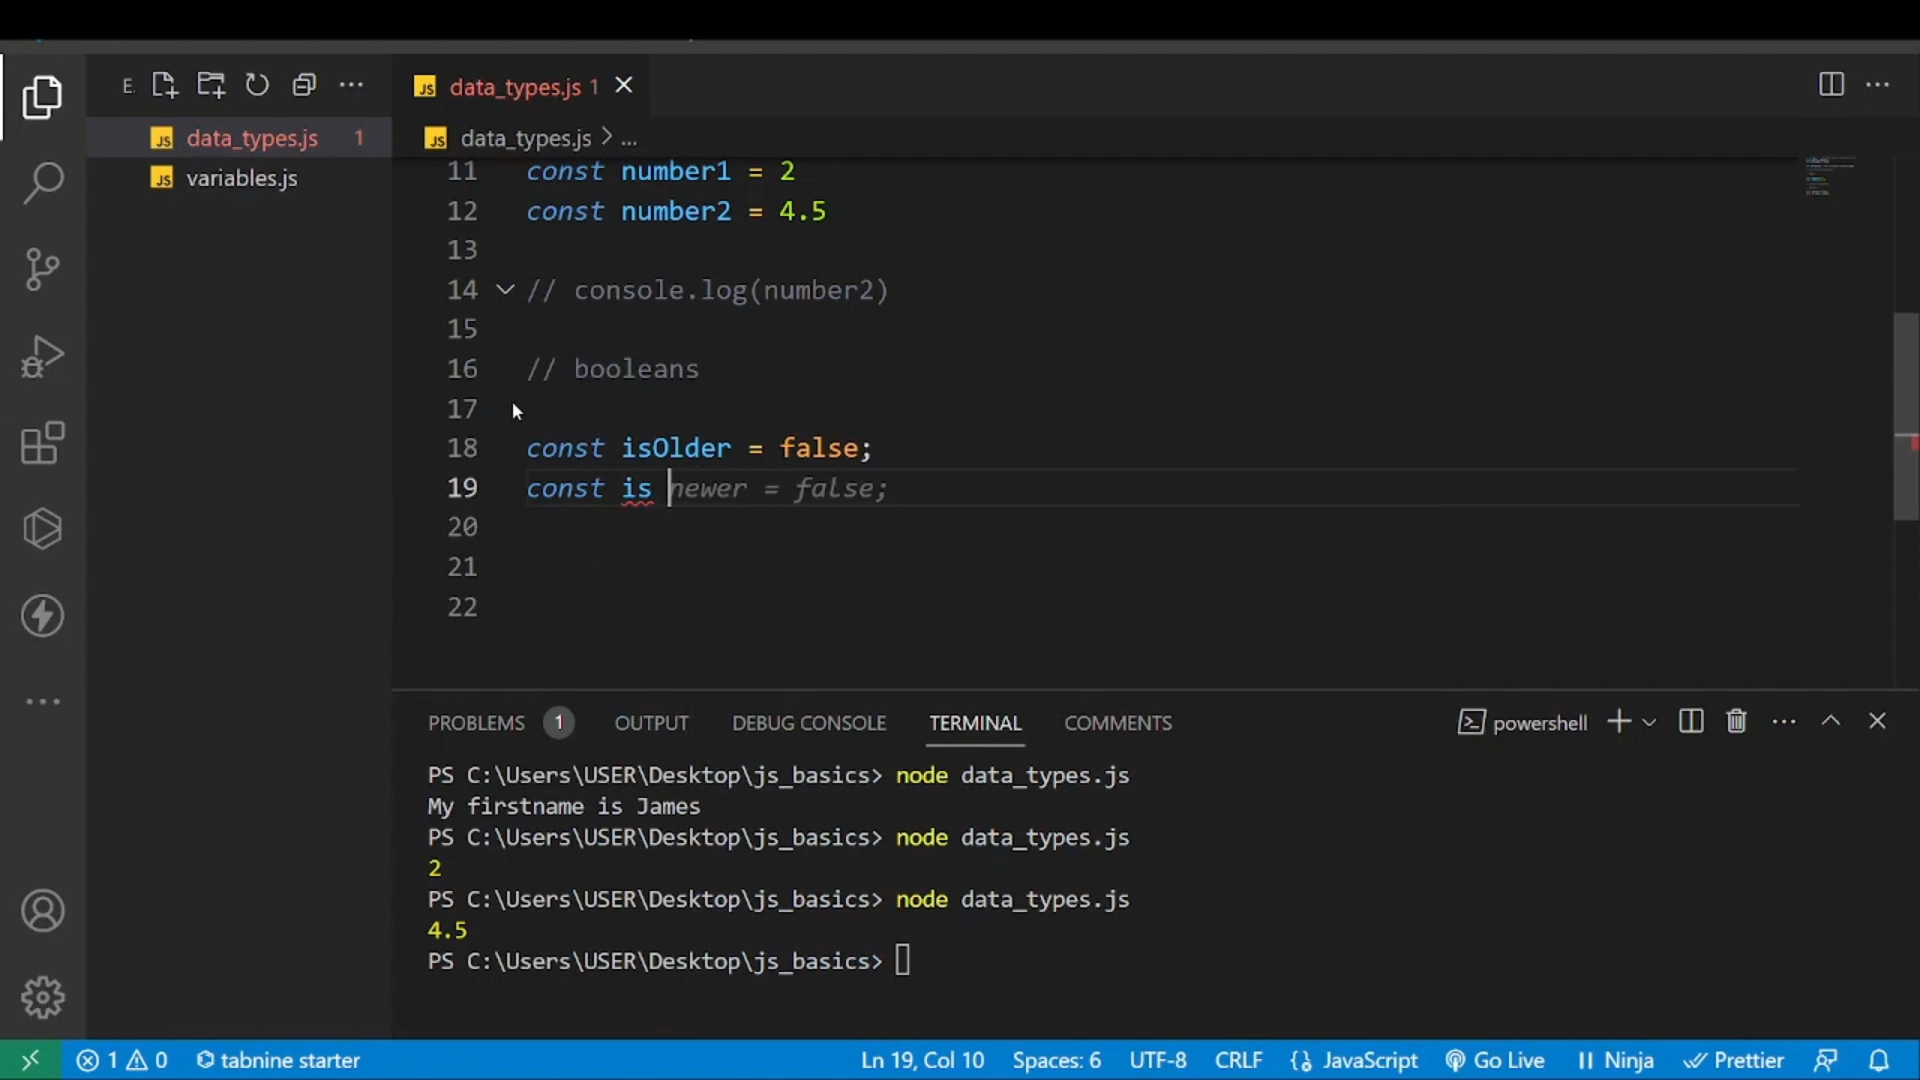 E.
JS data_types.js 1
JS variables.js
JS data_types.js 1
JS data_types.js > ...
11 const number1 = 2
12 const number2 = 4.5
13
14 // console.log(number2)
15
16 // booleans
17
18 const isOlder = false;
19 const is newer = false;
20
21
22
PROBLEMS 1 OUTPUT DEBUG CONSOLE TERMINAL COMMENTS powershell
PS C:\Users\USER\Desktop\js_basics> node data_types.js
My firstname is James
PS C:\Users\USER\Desktop\js_basics> node data_types.js
2
PS C:\Users\USER\Desktop\js_basics> node data_types.js
4.5
PS C:\Users\USER\Desktop\js_basics>
1 0 tabnine starter Ln 19, Col 10 Spaces: 6 UTF-8 CRLF {} JavaScript Go Live Ninja Prettier